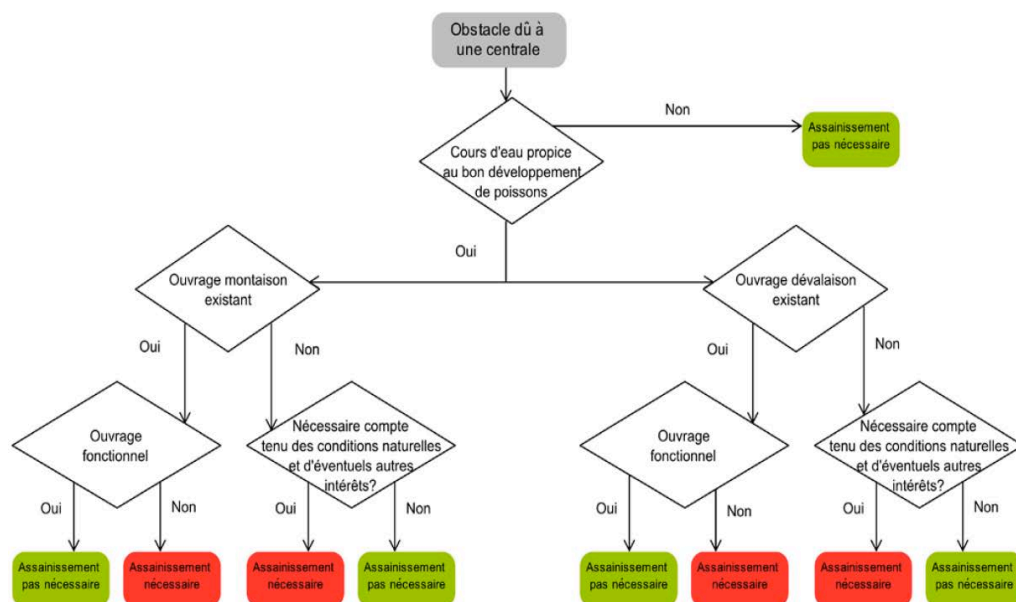 Obstacle dû à
une centrale
Non
Assainissement
pas nécessaire
Cours d'eau propice
au bon développement
de poissons
Oui
Ouvrage montaison
existant
Ouvrage dévalaison
existant
Oui
Non
Oui
Non
Ouvrage
fonctionnel
Nécessaire compte
tenu des conditions naturelles
et d'éventuels autres
intérêts?
Ouvrage
fonctionnel
Nécessaire compte
tenu des conditions naturelles
et d'éventuels autres
intérêts?
Oui
Non
Oui
Non
Oui
Non
Oui
Non
Assainissement
pas nécessaire
Assainissement
nécessaire
Assainissement
nécessaire
Assainissement
pas nécessaire
Assainissement
pas nécessaire
Assainissement
nécessaire
Assainissement
nécessaire
Assainissement
pas nécessaire